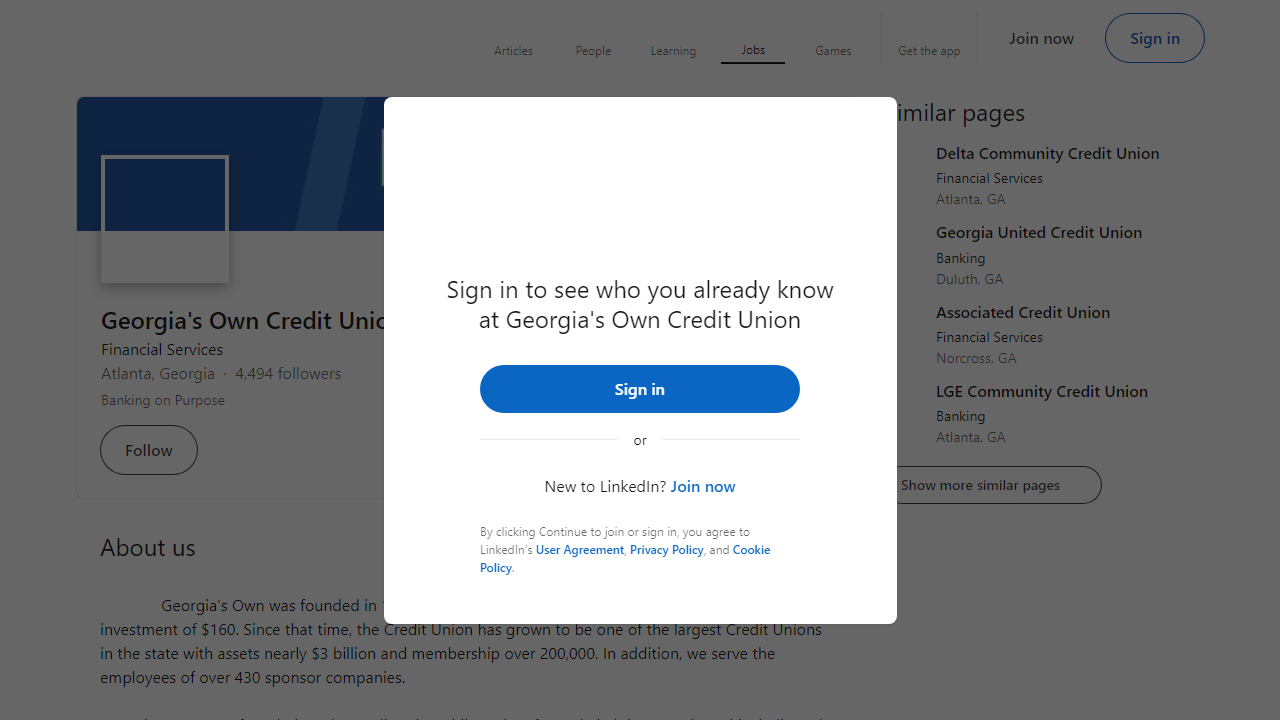 Articles
People
Learning
Jobs
Games
Get the app
Join now
Sign in
Georgia's Own Credit
Financial Services
Atlanta, Georgia · 4,494 followers
Banking on Purpose
Follow
Sign in to see who you already know
at Georgia's Own Credit Union
Sign in
or
New to LinkedIn? Join now
By clicking Continue to join or sign in, you agree to
LinkedIn's User Agreement, Privacy Policy, and Cookie
Policy.
pages
Delta Community Credit Union
Financial Services
Atlanta, GA
Georgia United Credit Union
Banking
Duluth, GA
Associated Credit Union
Financial Services
Norcross, GA
LGE Community Credit Union
Banking
Atlanta, GA
Show more similar pages
About us
Georgia's Own was founded in
investment of $160. Since that time, the Credit Union has grown to be one of the largest Credit Unions
in the state with assets nearly $3 billion and membership over 200,000. In addition, we serve the
employees of over 430 sponsor companies.